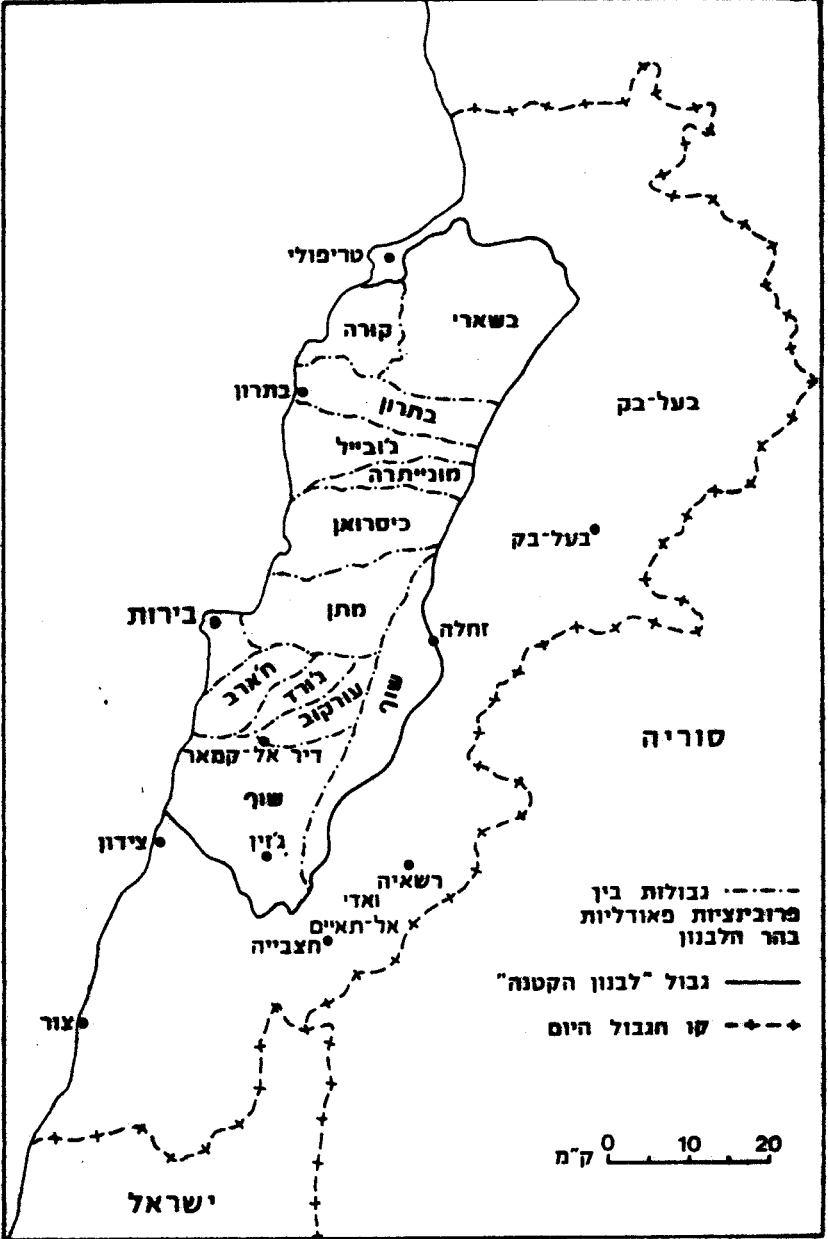 טריפולי
בשארי
קורה
בתרון
בתרון
בעל-בק
ג'ובייל
מונייתרה
כיסרואן
בעל-בק
מתן
בירות
זחלה
ח'ארב
ג'ורד
עורקוב
שוף
סוריה
דיר אל-קמאר
שוף
צידון
ג'זין
רשאיה
ואדי
אל-תאיים
חצבייה
צור
ישראל
גבולות בין
פרובינציות פאודליות
בהר הלבנון
גבול "לבנון הקטנה"
קו הגבול היום
ק"מ 0 10 20